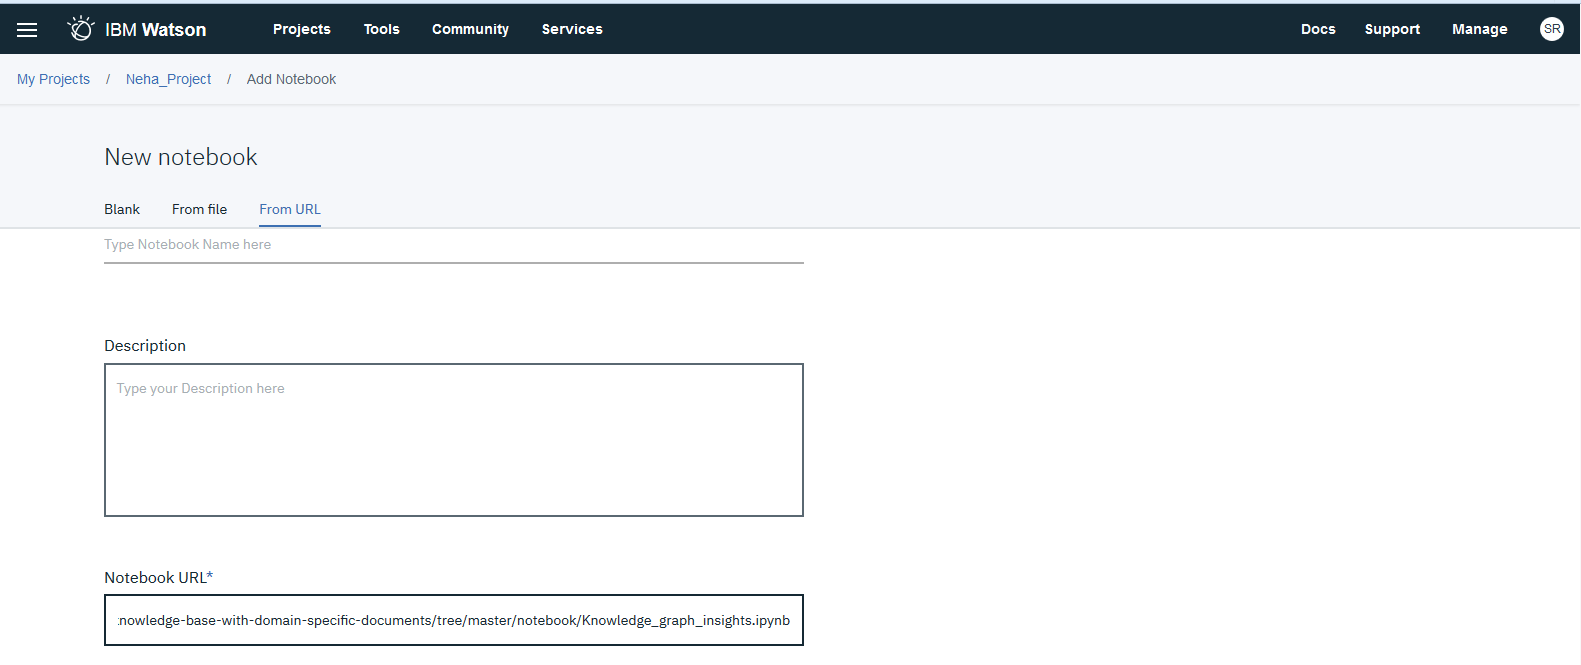 IBM Watson Projects Tools Community Services Docs Support Manage SR
My Projects / Neha_Project / Add Notebook
New notebook
Blank From file From URL
Type Notebook Name here
Description
Type your Description here
Notebook URL*
nowledge-base-with-domain-specific-documents/tree/master/notebook/Knowledge_graph_insights.ipynb